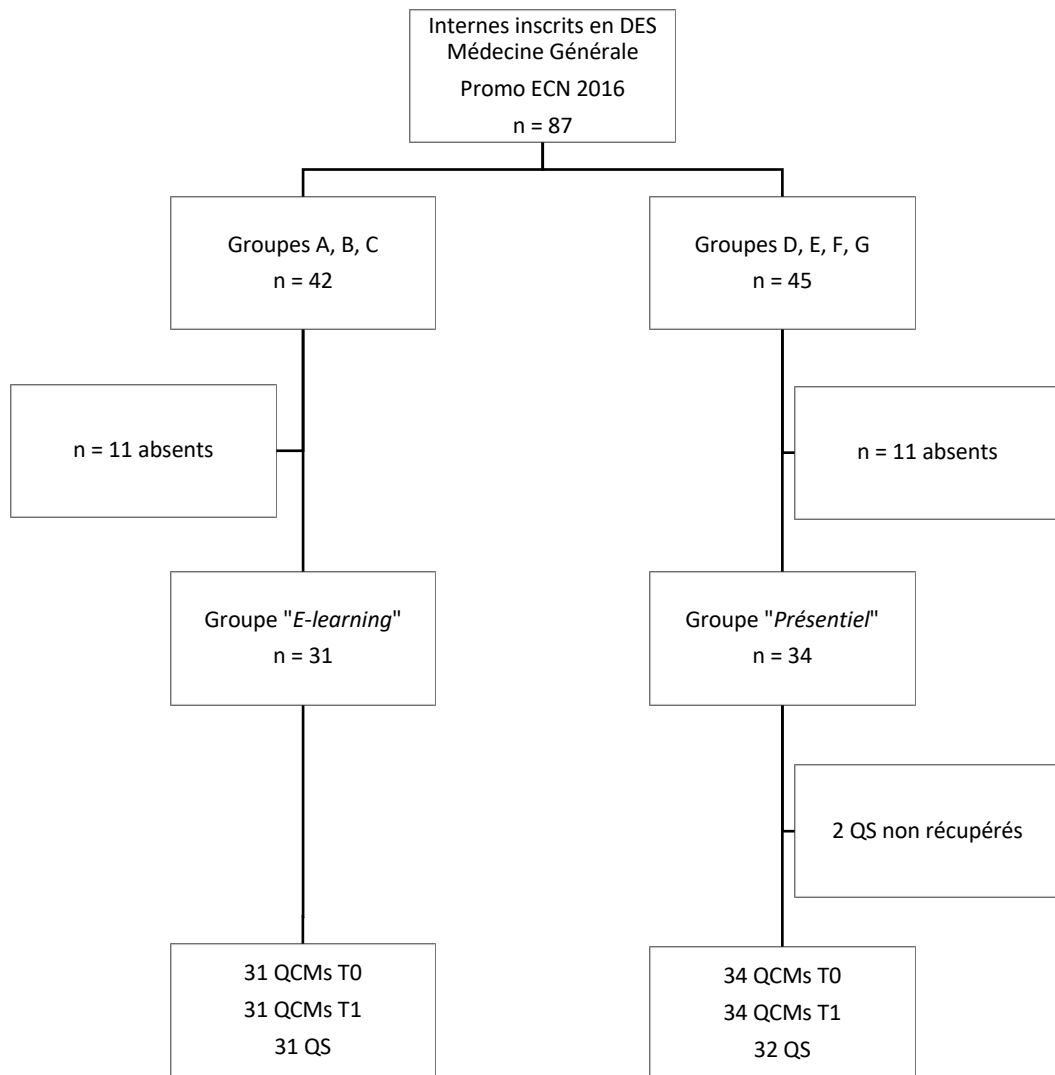 Internes inscrits en DES
Médecine Générale
Promo ECN 2016
n = 87
Groupes A, B, C
n = 42
Groupes D, E, F, G
n = 45
n = 11 absents
n = 11 absents
Groupe "E-learning"
n = 31
Groupe "Présentiel"
n = 34
2 QS non récupérés
31 QCMs T0
31 QCMs T1
31 QS
34 QCMs T0
34 QCMs T1
32 QS